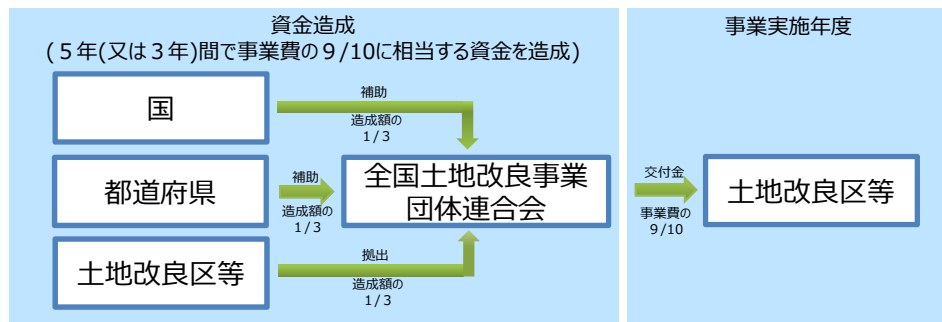 資金造成
(５年(又は３年)間で事業費の９/10に相当する資金を造成)
国
補助
造成額の
1/3
都道府県
補助
造成額の
1/3
全国土地改良事業
団体連合会
土地改良区等
拠出
造成額の
1/3
事業実施年度
交付金
事業費の
9/10
土地改良区等